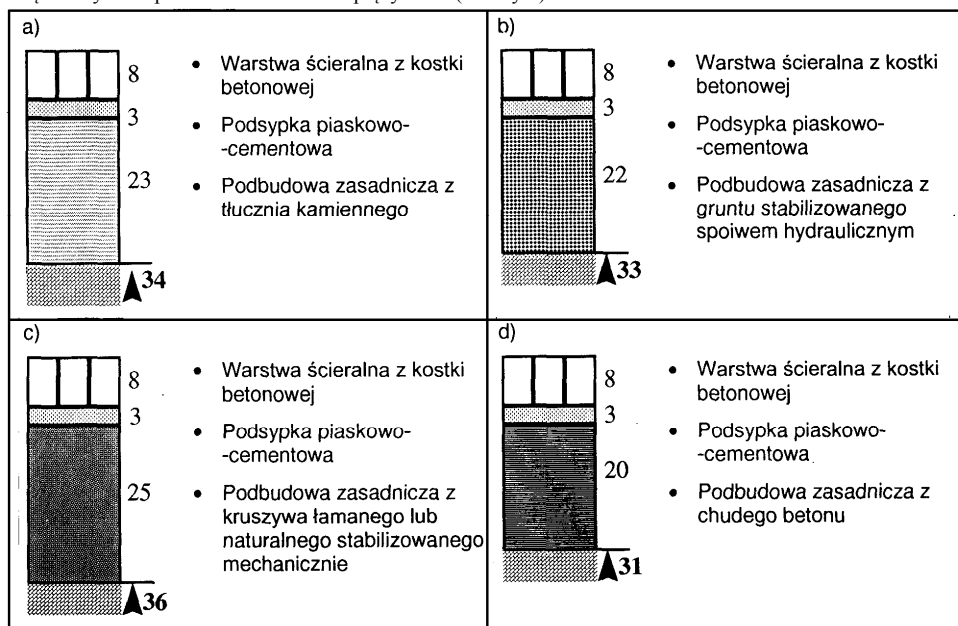 a)
8
3
23
34
• Warstwa ścieralna z kostki
betonowej
• Podsypka piaskowo-
-cementowa
• Podbudowa zasadnicza z
tłucznia kamiennego
b)
8
3
22
33
• Warstwa ścieralna z kostki
betonowej
• Podsypka piaskowo-
-cementowa
• Podbudowa zasadnicza z
gruntu stabilizowanego
spoiwem hydraulicznym
c)
8
3
25
36
• Warstwa ścieralna z kostki
betonowej
• Podsypka piaskowo-
-cementowa
• Podbudowa zasadnicza z
kruszywa łamanego lub
naturalnego stabilizowanego
mechanicznie
d)
8
3
20
31
• Warstwa ścieralna z kostki
betonowej
• Podsypka piaskowo-
-cementowa
• Podbudowa zasadnicza z
chudego betonu